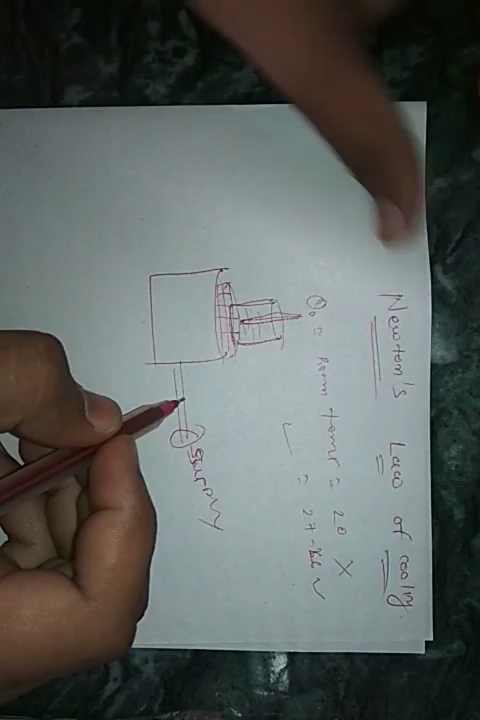 Newton's Law of cooling.
θ₀ = Room temp = 20 X
= 27
Supply